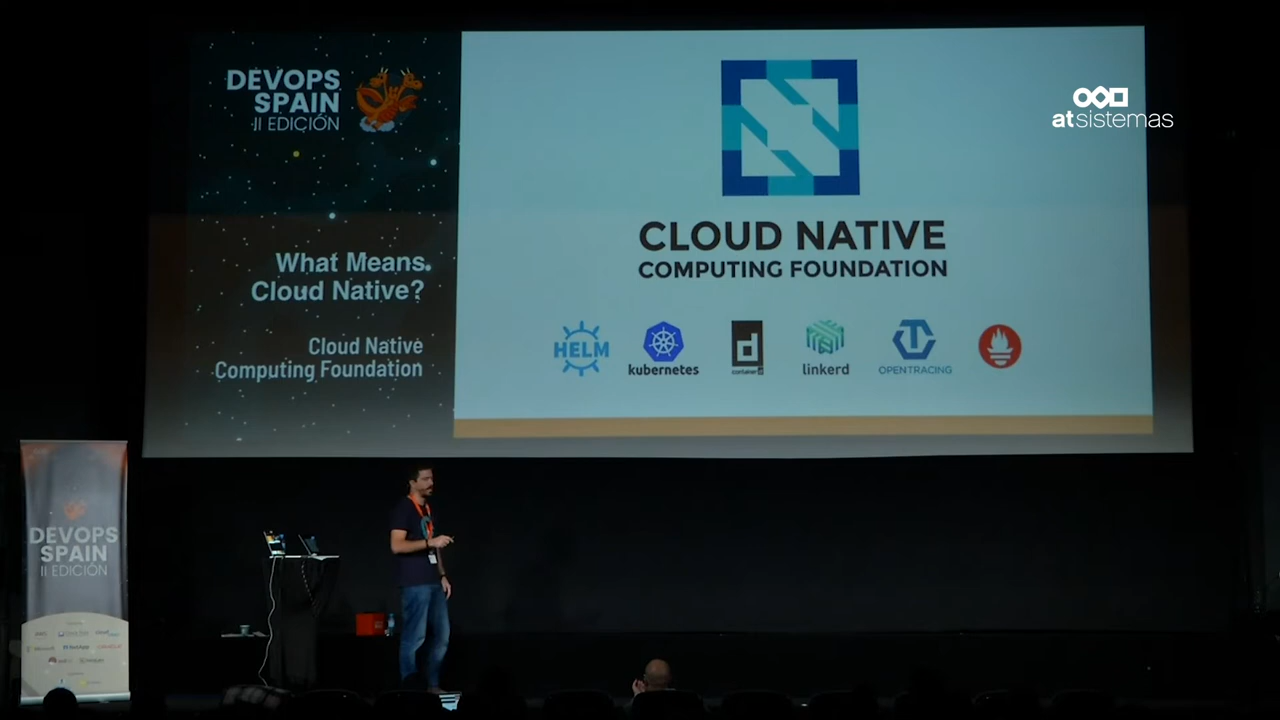 DEVOPS
SPAIN
II EDICIÓN
What Means
Cloud Native?
Cloud Native
Computing Foundation
CLOUD NATIVE
COMPUTING FOUNDATION
HELM
kubernetes
d
containerd
linkerd
OPENTRACING
atsistemas
DEVOPS
SPAIN
II EDICIÓN